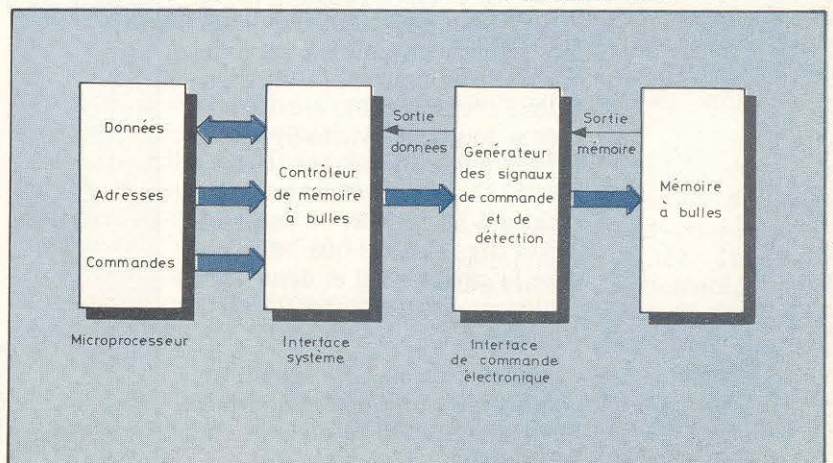 Données
Adresses
Commandes
Microprocesseur
Contrôleur
de mémoire
à bulles
Interface
système
Sortie
données
Générateur
des signaux
de commande
et de
détection
Interface
de commande
électronique
Sortie
mémoire
Mémoire
à bulles